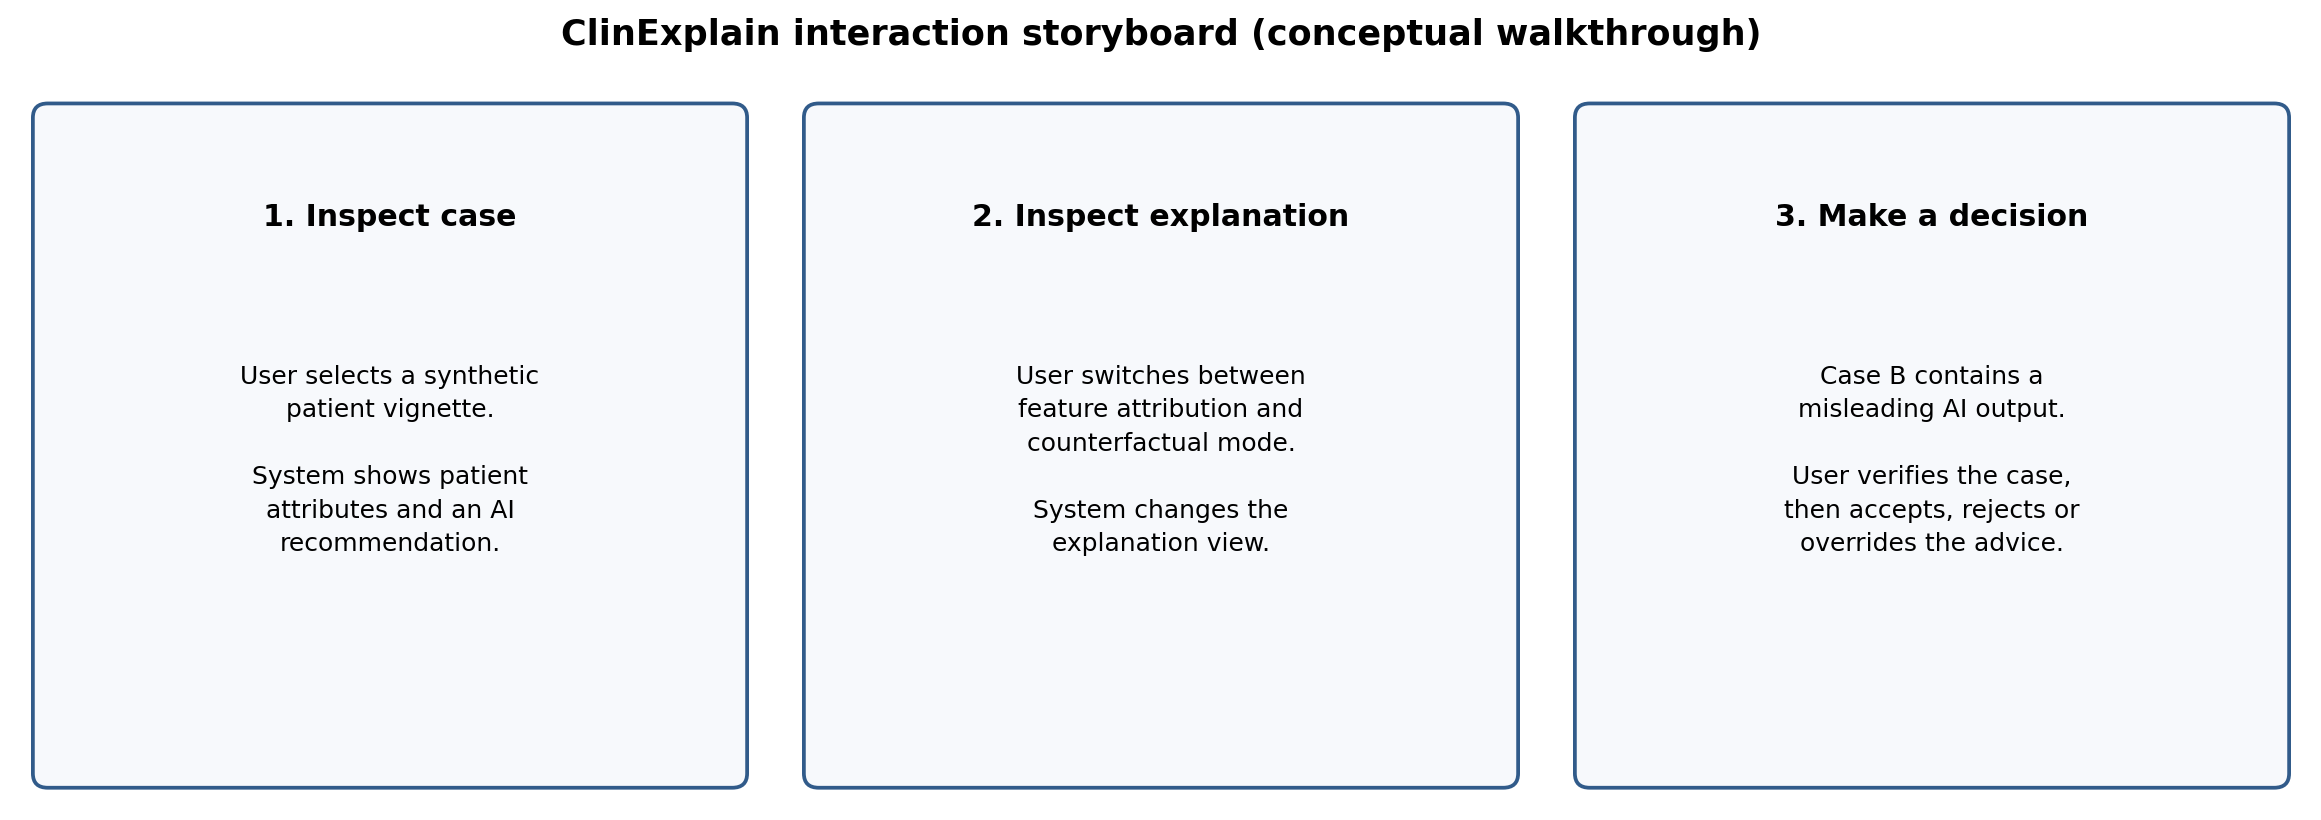 ClinExplain interaction storyboard (conceptual walkthrough)
1. Inspect case
User selects a synthetic
patient vignette.
System shows patient
attributes and an AI
recommendation.
2. Inspect explanation
User switches between
feature attribution and
counterfactual mode.
System changes the
explanation view.
3. Make a decision
Case B contains a
misleading AI output.
User verifies the case,
then accepts, rejects or
overrides the advice.